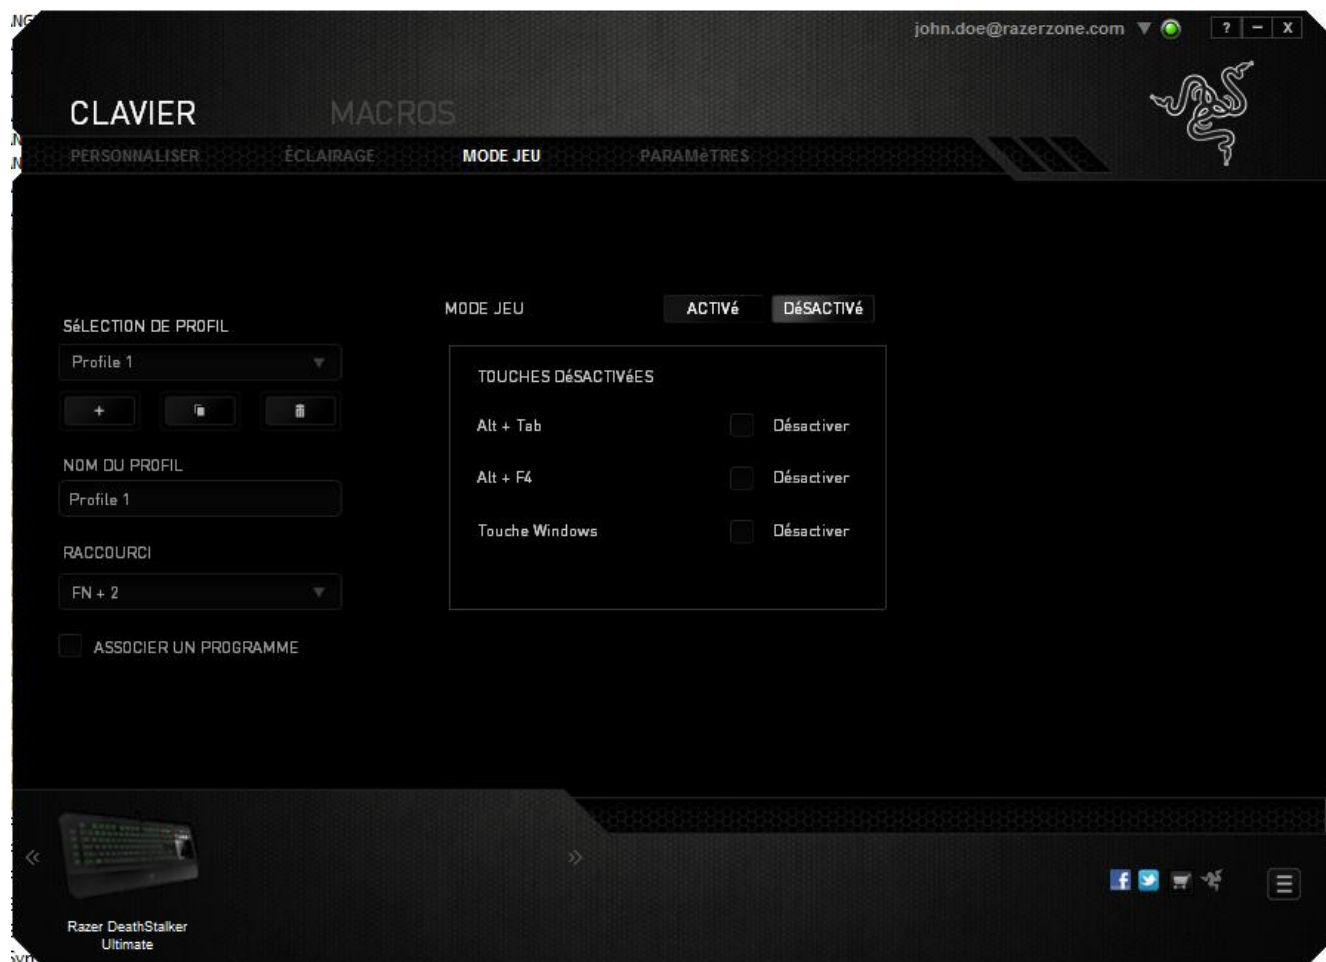 john.doe@razerzone.com
? – X
CLAVIER MACROS
PERSONNALISER ÉCLAIRAGE MODE JEU PARAMèTRES
MODE JEU ACTIVé DéSACTIVé
SéLECTION DE PROFIL
Profile 1
TOUCHES DéSACTIVéES
+
Alt + Tab Désactiver
NOM DU PROFIL
Alt + F4 Désactiver
Profile 1
Touche Windows Désactiver
RACCOURCI
FN + 2
ASSOCIER UN PROGRAMME
Razer DeathStalker
Ultimate